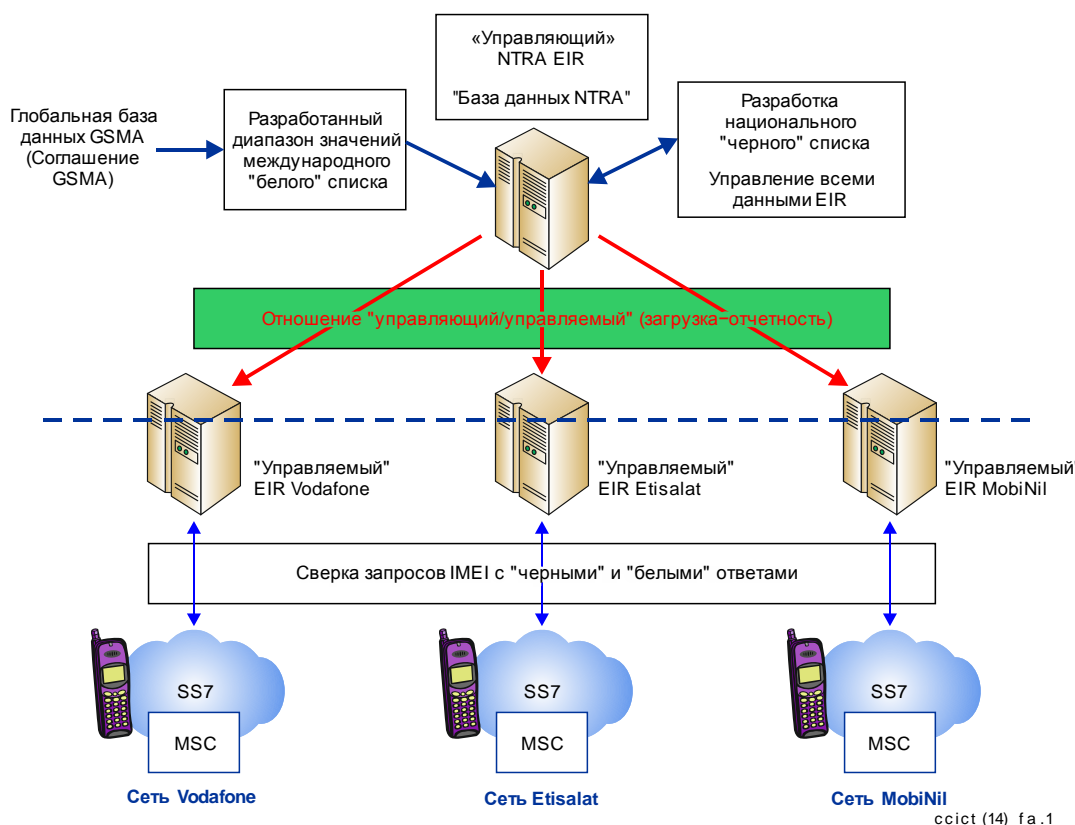 «Управляющий»
NTRA EIR
"База данных NTRA"
Глобальная база
данных GSMA
(Соглашение
GSMA)
Разработанный
диапазон значений
международного
"белого" списка
Разработка
национального
"черного" списка
Управление всеми
данными EIR
Отношение "управляющий/управляемый" (загрузка−отчетность)
"Управляемый"
EIR Vodafone
"Управляемый"
EIR Etisalat
"Управляемый"
EIR MobiNil
Сверка запросов IMEI с "черными" и "белыми" ответами
SS7
MSC
Сеть Vodafone
SS7
MSC
Сеть Etisalat
SS7
MSC
Сеть MobiNil
ccict (14) fa.1